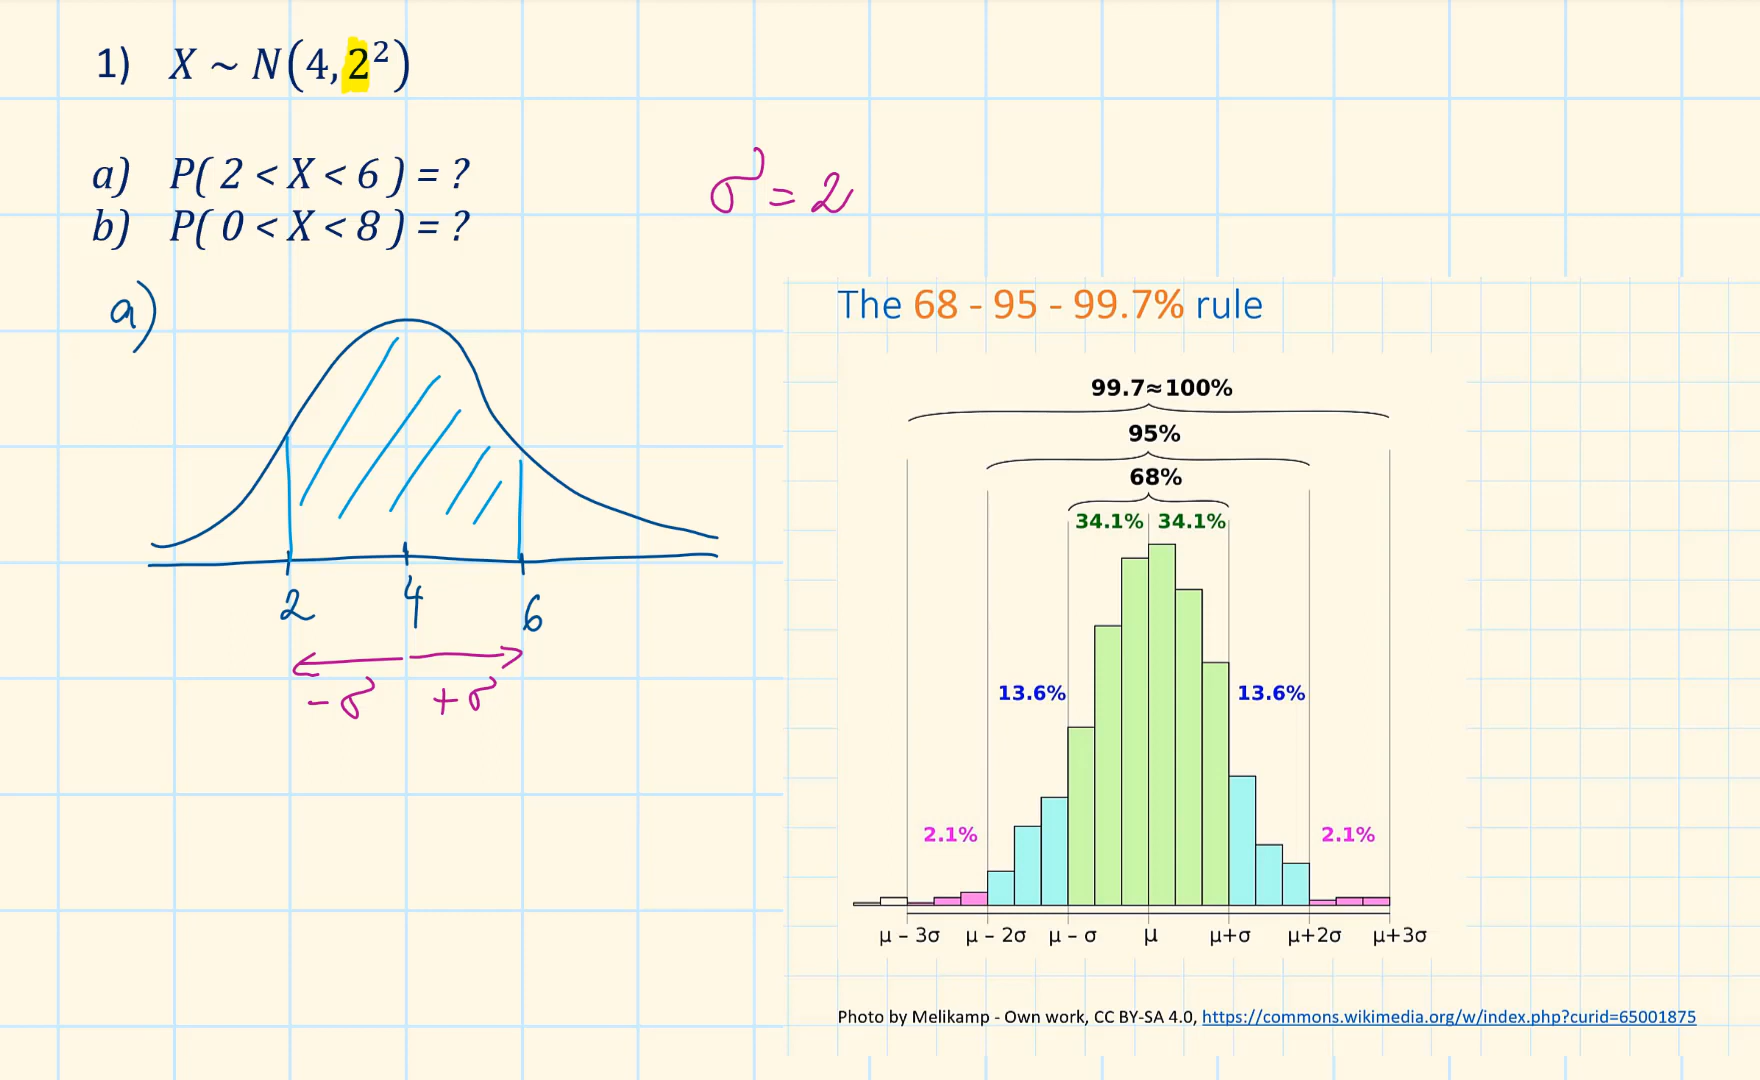 1) X ~ N(4, 2²)
a) P( 2 < X < 6 ) = ?
b) P( 0 < X < 8 ) = ?
σ = 2
a)
2 4 6
-σ +σ
The 68 - 95 - 99.7% rule
99.7≈100%
95%
68%
34.1% 34.1%
13.6% 13.6%
2.1% 2.1%
μ – 3σ μ – 2σ μ – σ μ μ+σ μ+2σ μ+3σ
Photo by Melikamp - Own work, CC BY-SA 4.0, https://commons.wikimedia.org/w/index.php?curid=65001875